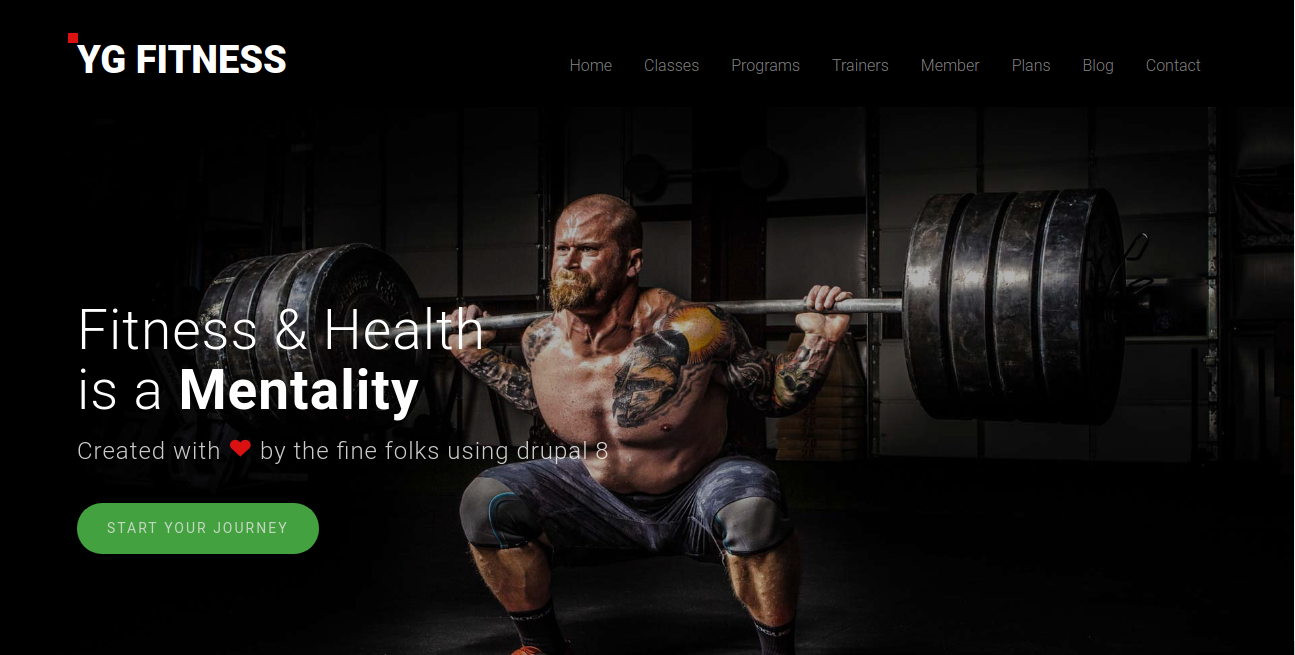 YG FITNESS
Home Classes Programs Trainers Member Plans Blog Contact
Fitness & Health
is a Mentality
Created with ❤ by the fine folks using drupal 8
START YOUR JOURNEY